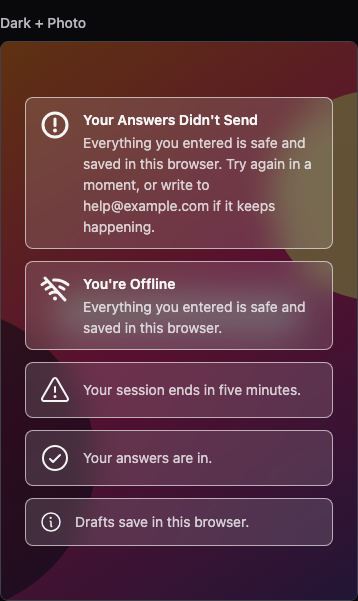 Dark + Photo
Your Answers Didn't Send
Everything you entered is safe and
saved in this browser. Try again in a
moment, or write to
help@example.com if it keeps
happening.
You're Offline
Everything you entered is safe and
saved in this browser.
Your session ends in five minutes.
Your answers are in.
Drafts save in this browser.